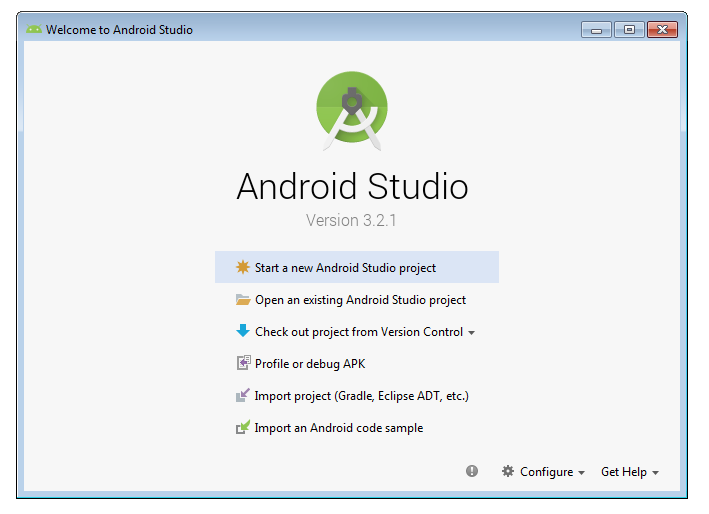 Welcome to Android Studio
Android Studio
Version 3.2.1
Start a new Android Studio project
Open an existing Android Studio project
Check out project from Version Control
Profile or debug APK
Import project (Gradle, Eclipse ADT, etc.)
Import an Android code sample
Configure Get Help